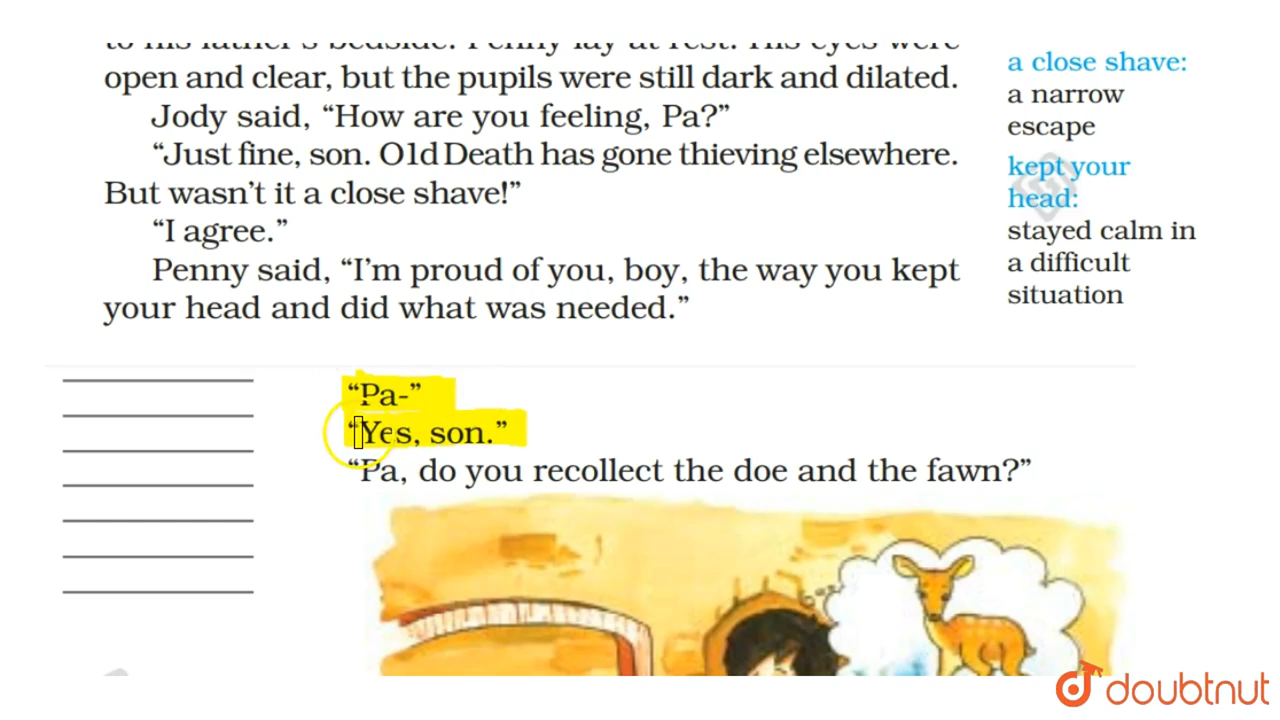 to his father's bedside. Penny lay at rest. His eyes were
open and clear, but the pupils were still dark and dilated.
Jody said, “How are you feeling, Pa?”
“Just fine, son. O1d Death has gone thieving elsewhere.
But wasn't it a close shave!”
“I agree.”
Penny said, “I'm proud of you, boy, the way you kept
your head and did what was needed.”
a close shave:
a narrow
escape
kept your
head:
stayed calm in
a difficult
situation
“Pa-”
“Yes, son.”
“Pa, do you recollect the doe and the fawn?”
doubtnut